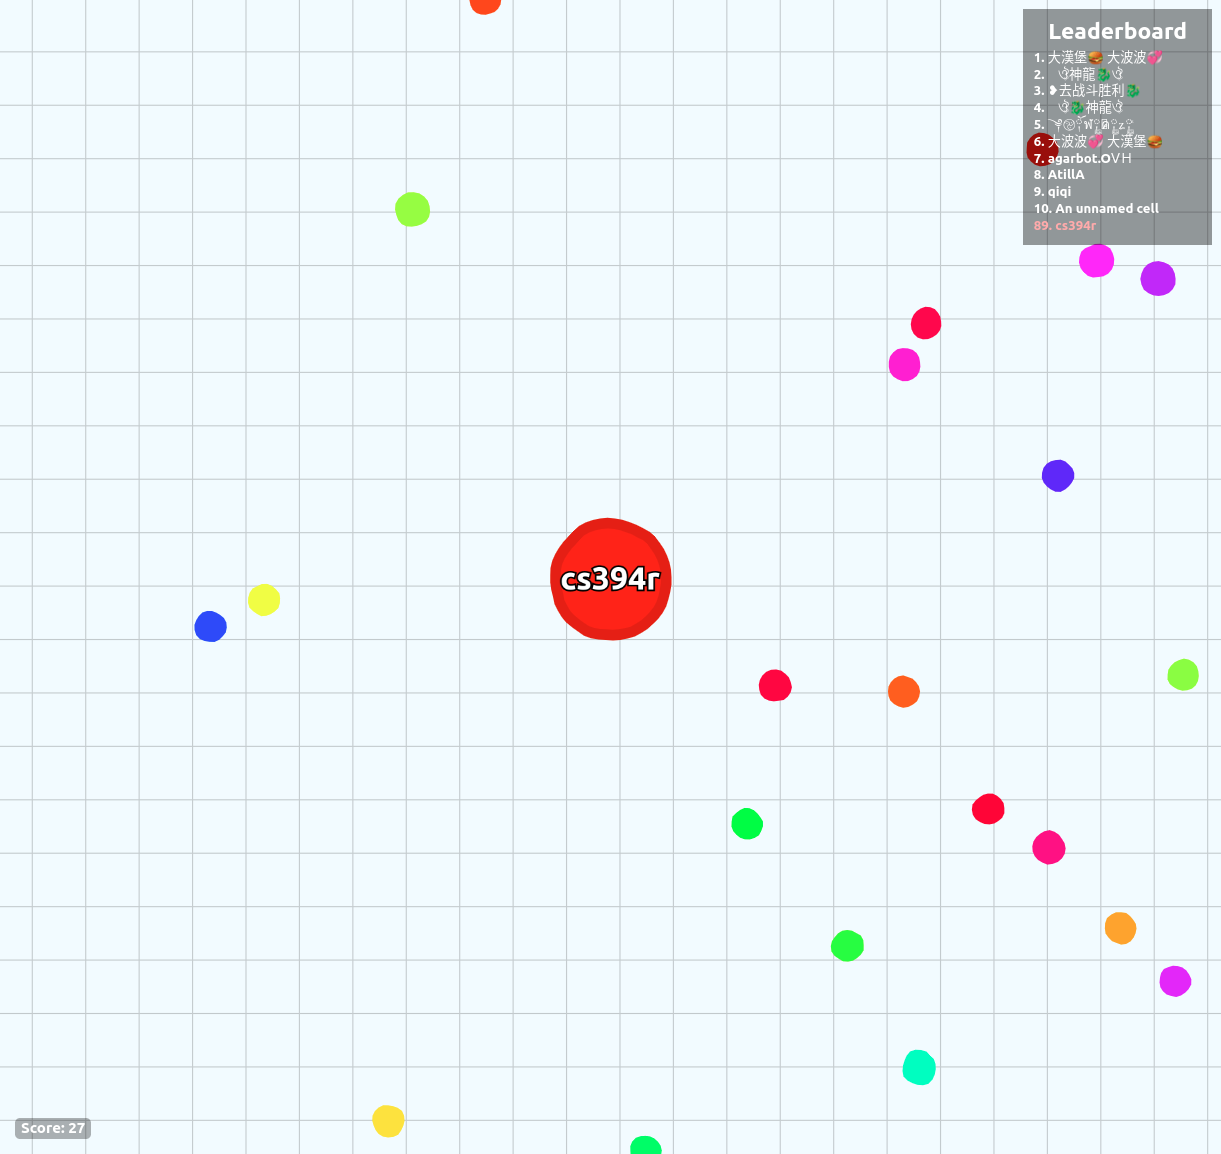 Leaderboard
1. 大漢堡🍔 大波波💞
2. 神龍🐉
3. ❥去战斗胜利🐉
4. 🐉神龍
6. 大波波💞 大漢堡🍔
7. agarbot.OVH
8. AtillA
9. qiqi
10. An unnamed cell
89. cs394r
cs394r
Score: 27